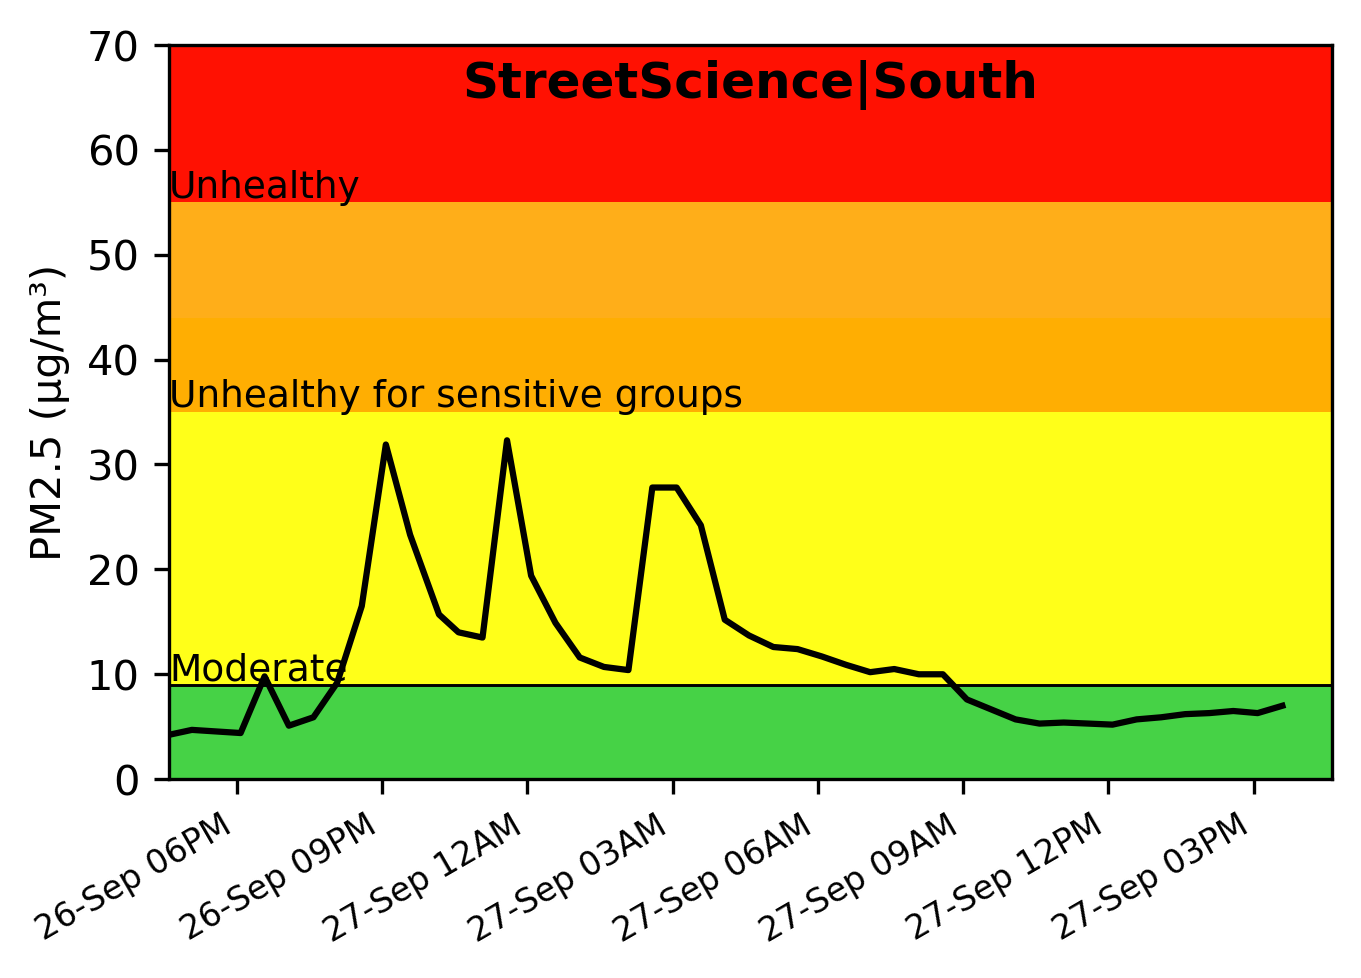 StreetScience|South
70
60
50
40
30
20
10
0
PM2.5 (µg/m³)
Unhealthy
Unhealthy for sensitive groups
Moderate
26-Sep 06PM
26-Sep 09PM
27-Sep 12AM
27-Sep 03AM
27-Sep 06AM
27-Sep 09AM
27-Sep 12PM
27-Sep 03PM